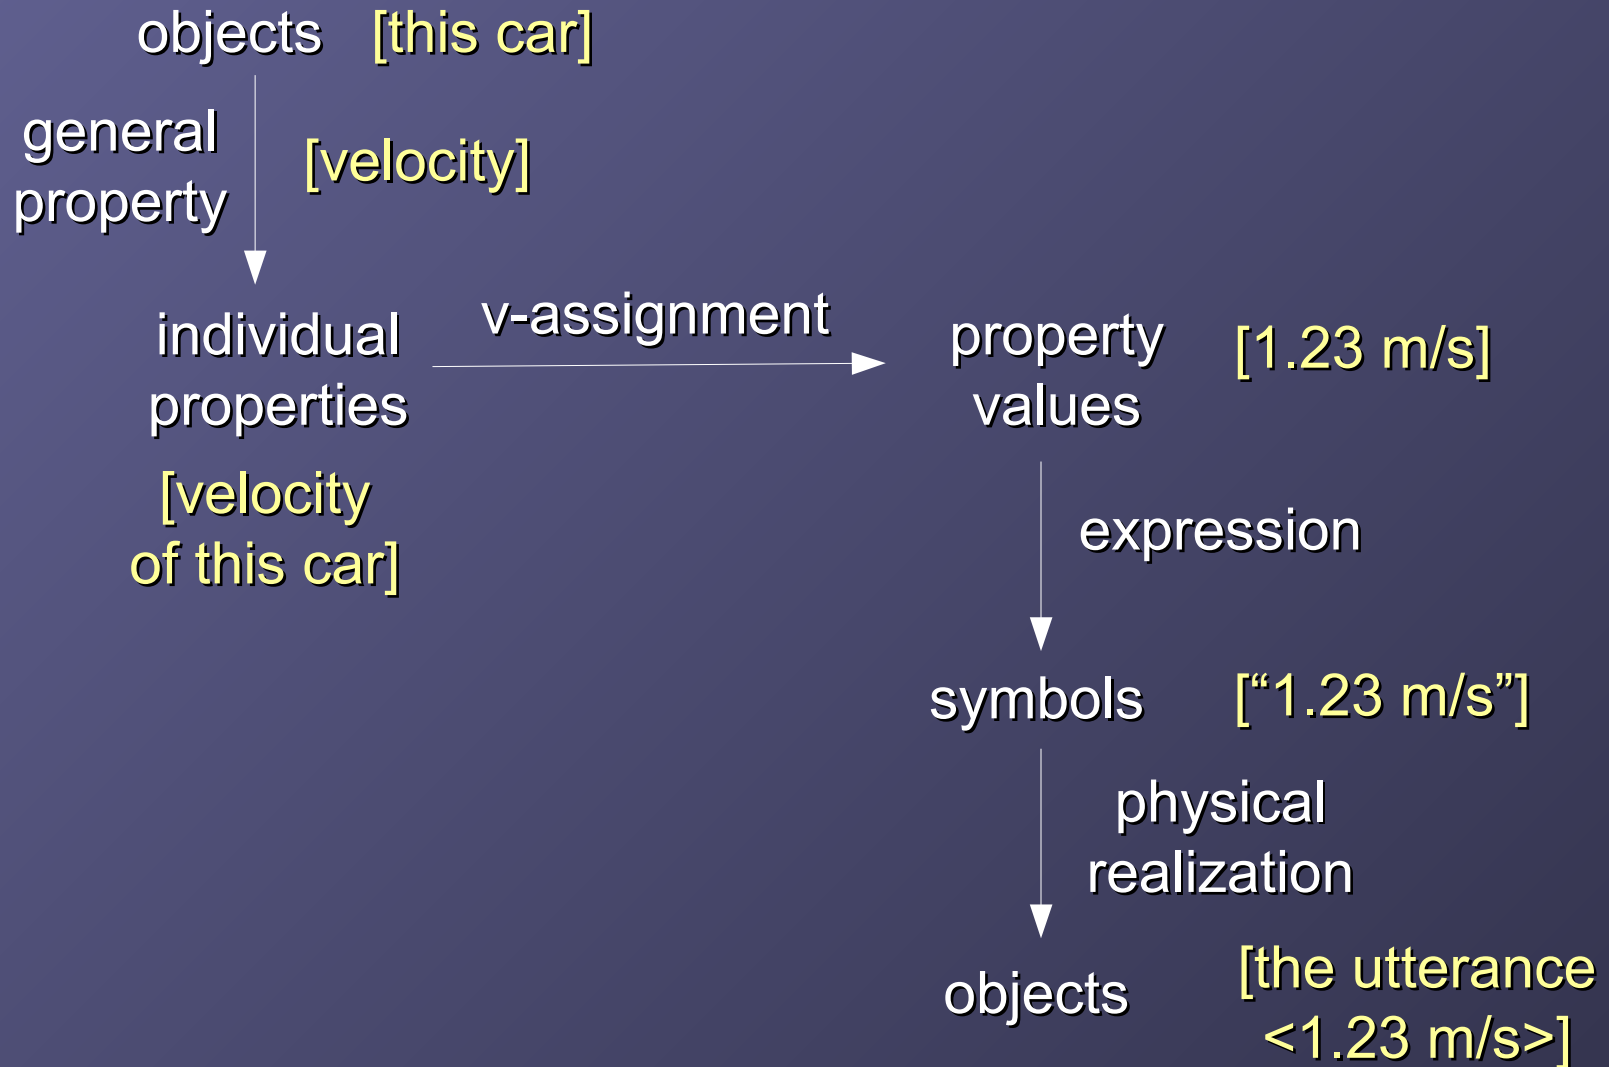 objects [this car]
general
property
[velocity]
individual
properties
v-assignment
property
values
[1.23 m/s]
[velocity
of this car]
expression
symbols
[“1.23 m/s”]
physical
realization
objects
[the utterance
<1.23 m/s>]